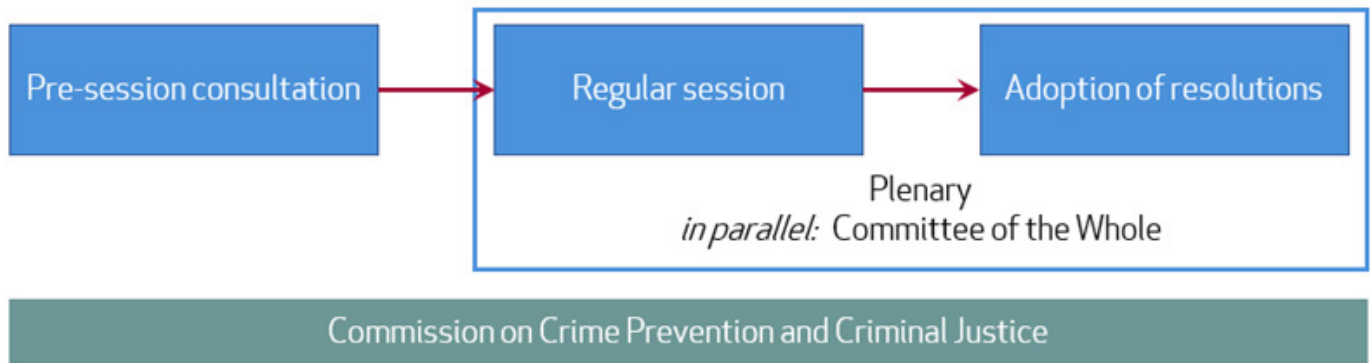 Pre-session consultation
Regular session
Adoption of resolutions
Plenary
in parallel: Committee of the Whole
Commission on Crime Prevention and Criminal Justice